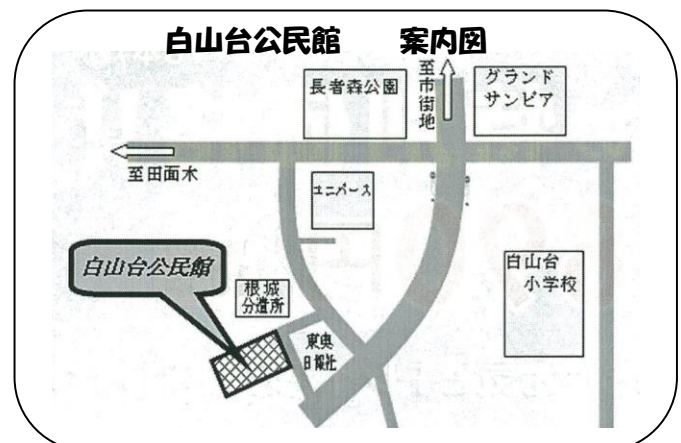 白山台公民館　案内図
至市街地
長者森公園
グランド
サンピア
至田面木
ユニバース
白山台公民館
根城
分遣所
白山台
小学校
東奥
日報社